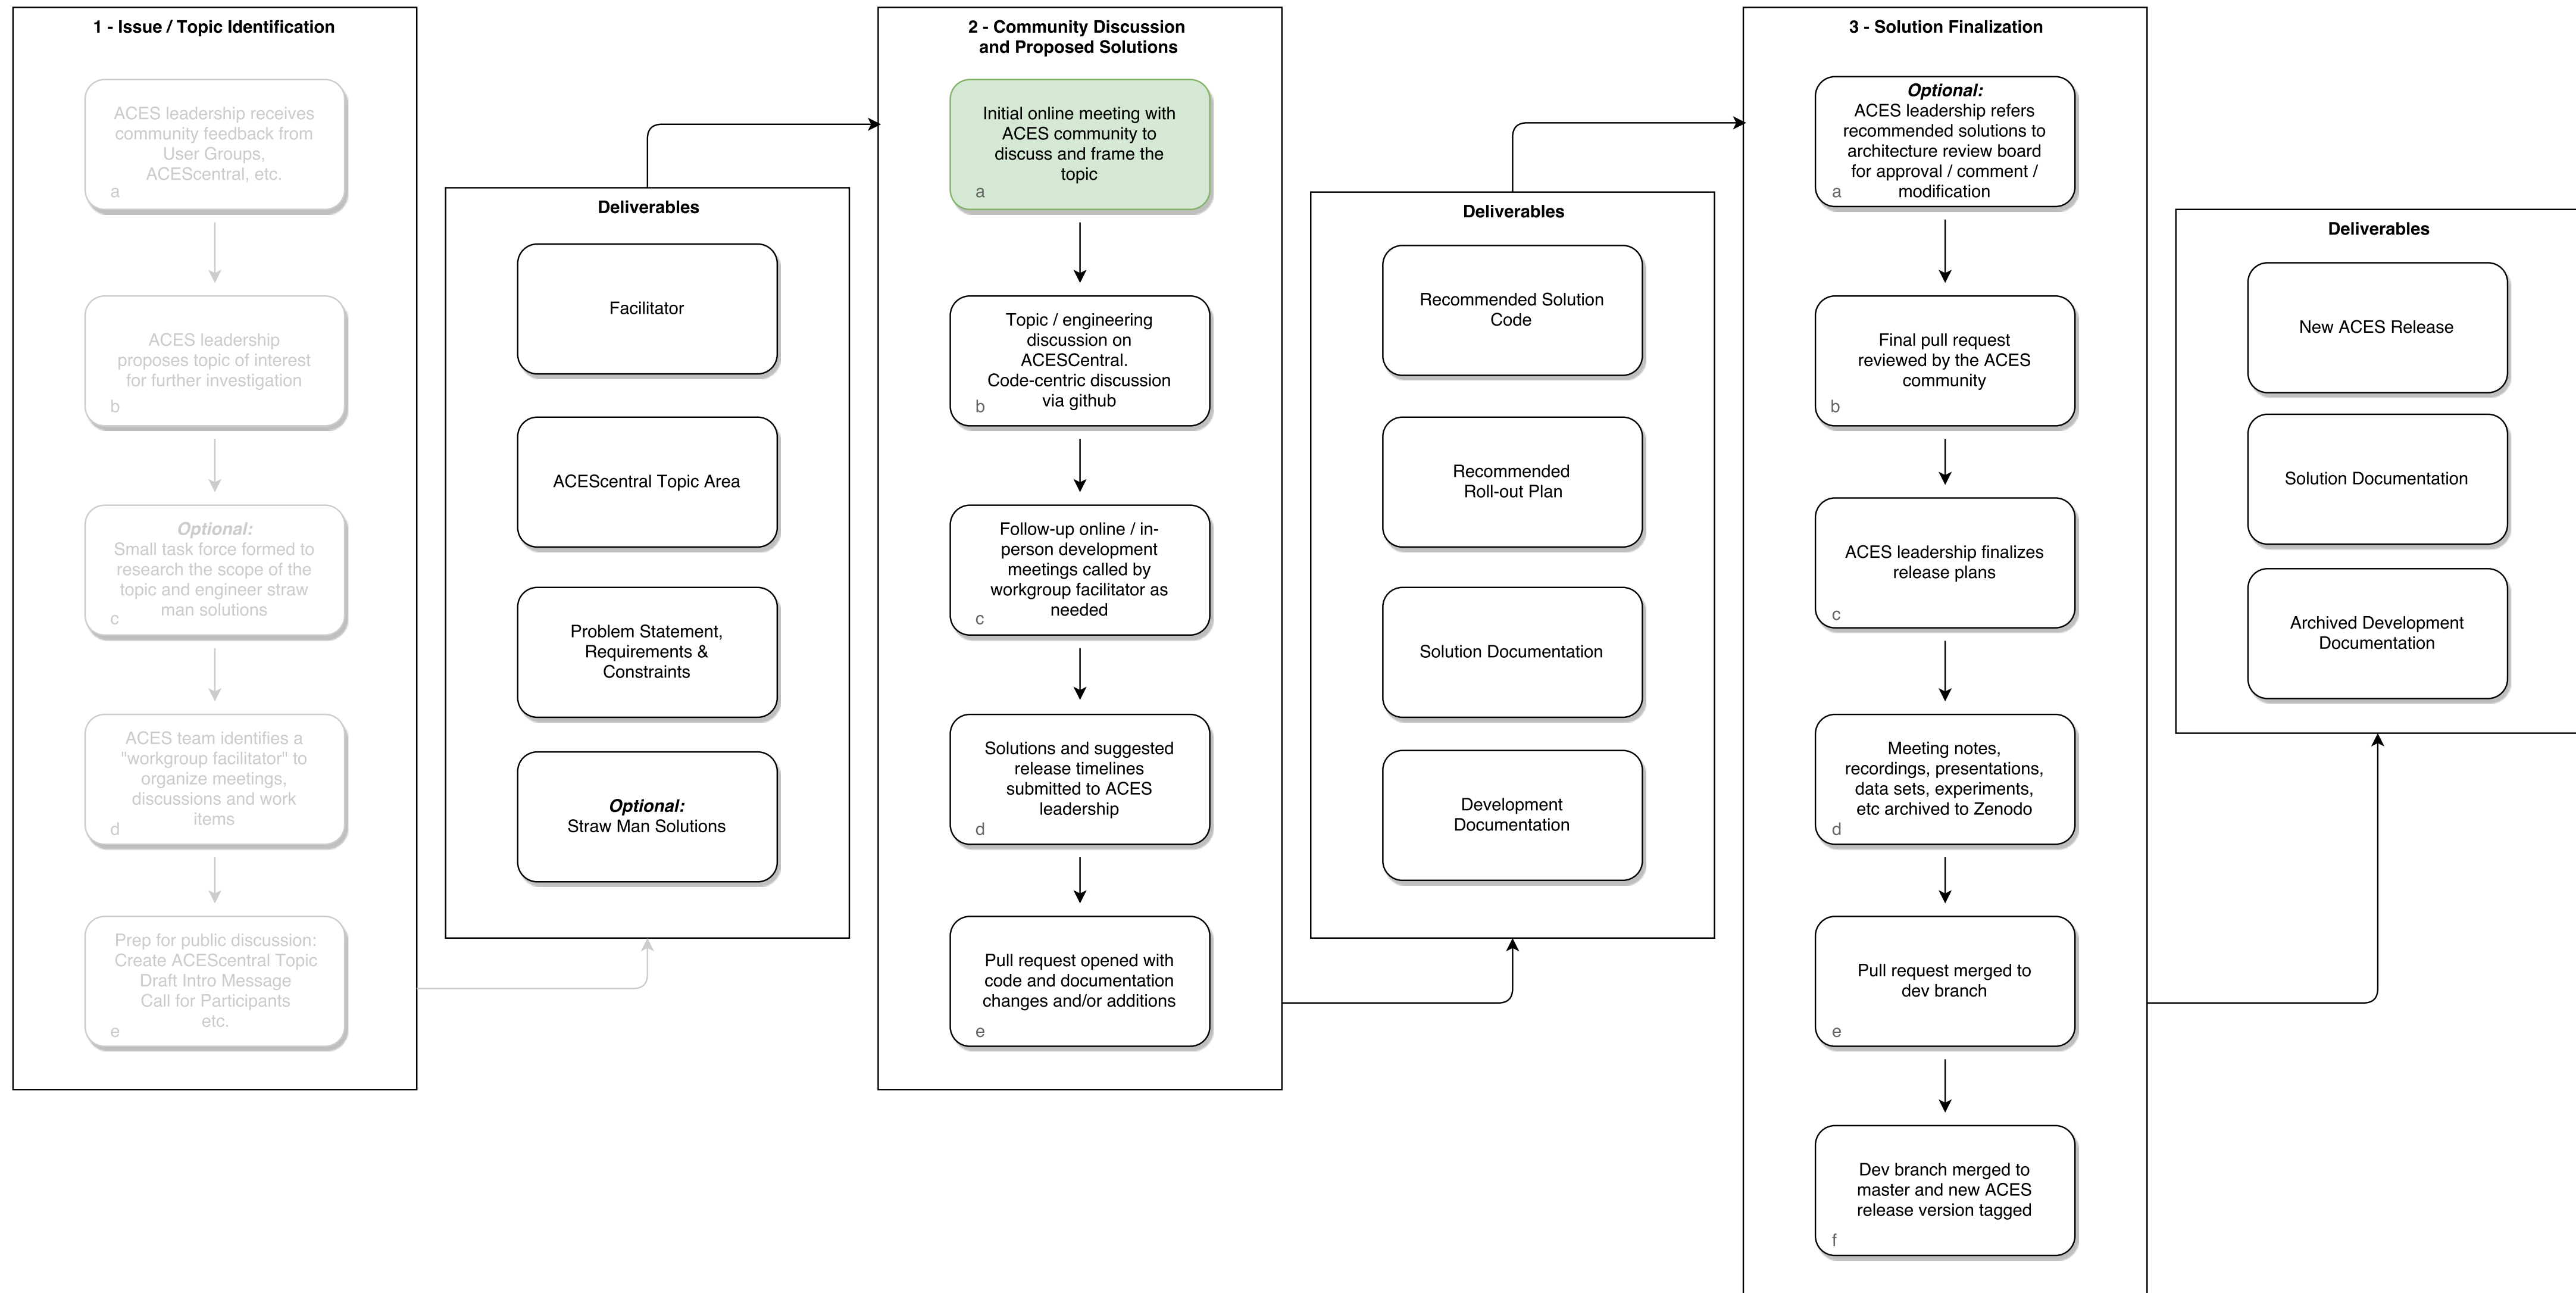 1 - Issue / Topic Identification
ACES leadership receives
community feedback from
User Groups,
ACEScentral, etc.
a
ACES leadership
proposes topic of interest
for further investigation
b
Optional:
Small task force formed to
research the scope of the
topic and engineer straw
man solutions
c
ACES team identifies a
"workgroup facilitator" to
organize meetings,
discussions and work
items
d
Prep for public discussion:
Create ACEScentral Topic
Draft Intro Message
Call for Participants
etc.
e
Deliverables
Facilitator
ACEScentral Topic Area
Problem Statement,
Requirements &
Constraints
Optional:
Straw Man Solutions
2 - Community Discussion
and Proposed Solutions
Initial online meeting with
ACES community to
discuss and frame the
topic
a
Topic / engineering
discussion on
ACESCentral.
Code-centric discussion
via github
b
Follow-up online / in-
person development
meetings called by
workgroup facilitator as
needed
c
Solutions and suggested
release timelines
submitted to ACES
leadership
d
Pull request opened with
code and documentation
changes and/or additions
e
Deliverables
Recommended Solution
Code
Recommended
Roll-out Plan
Solution Documentation
Development
Documentation
3 - Solution Finalization
Optional:
ACES leadership refers
recommended solutions to
architecture review board
for approval / comment /
modification
a
Final pull request
reviewed by the ACES
community
b
ACES leadership finalizes
release plans
c
Meeting notes,
recordings, presentations,
data sets, experiments,
etc archived to Zenodo
d
Pull request merged to
dev branch
e
Dev branch merged to
master and new ACES
release version tagged
f
Deliverables
New ACES Release
Solution Documentation
Archived Development
Documentation